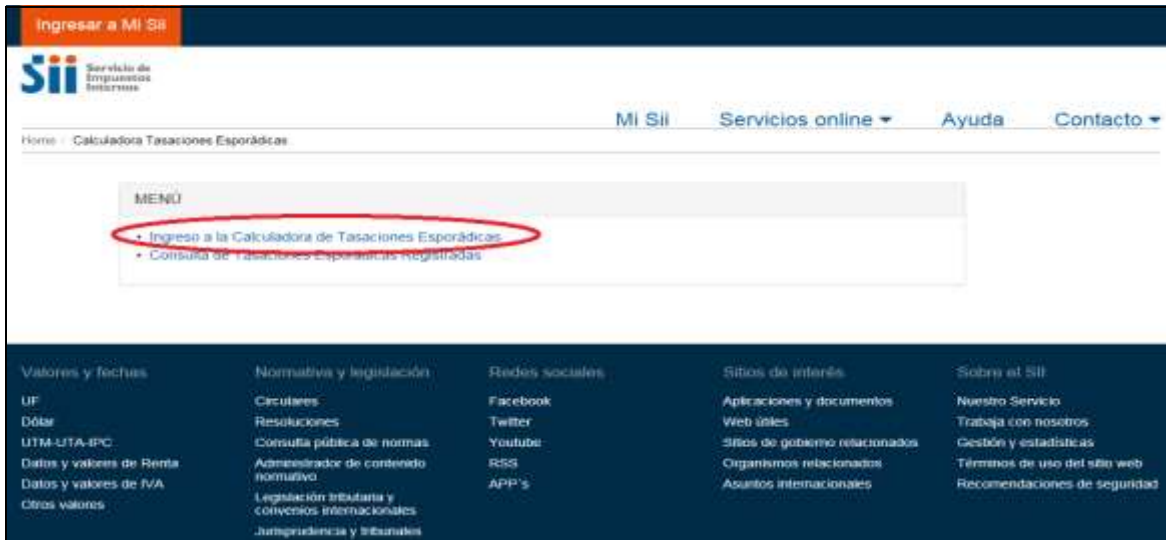 Ingresar a Mi Sii
Sii Servicio de
Impuestos
Internos
Mi Sii Servicios online Ayuda Contacto
Home / Calculadora Tasaciones Esporádicas
MENÚ
• Ingreso a la Calculadora de Tasaciones Esporádicas
• Consulta de Tasaciones Esporádicas Registradas
Valores y fechas
UF
Dólar
UTM-UTA-IPC
Datos y valores de Renta
Datos y valores de IVA
Otros valores
Normativa y legislación
Circulares
Resoluciones
Consulta pública de normas
Administrador de contenido
normativo
Legislación tributaria y
convenios internacionales
Jurisprudencia y tribunales
Redes sociales
Facebook
Twitter
Youtube
RSS
APP's
Sitios de interés
Aplicaciones y documentos
Web útiles
Sitios de gobierno relacionados
Organismos relacionados
Asuntos internacionales
Sobre el SII
Nuestro Servicio
Trabaja con nosotros
Gestión y estadísticas
Términos de uso del sitio web
Recomendaciones de seguridad